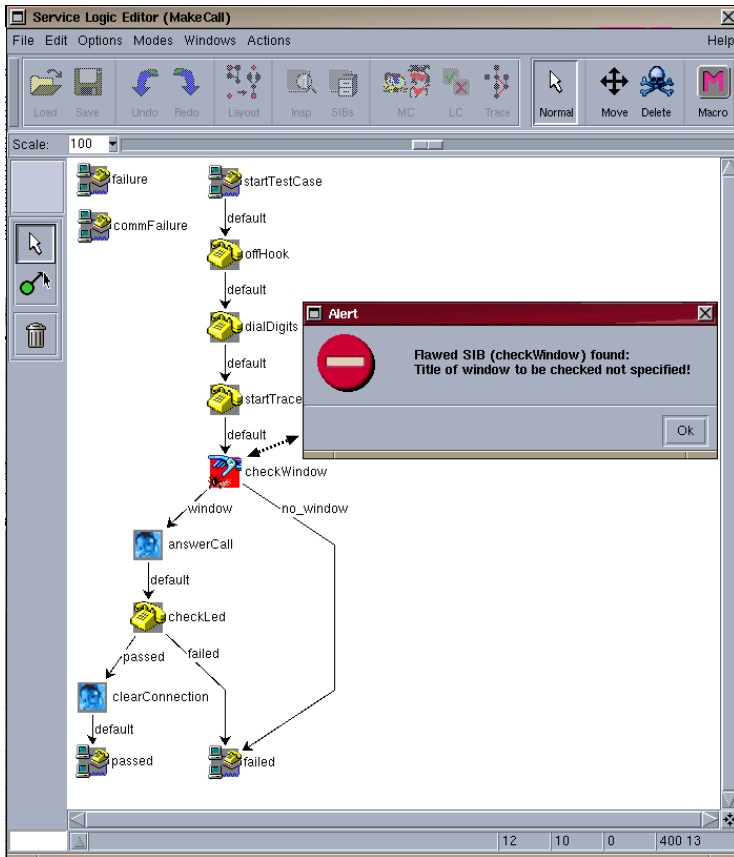 Service Logic Editor (MakeCall)
File Edit Options Modes Windows Actions Help
Load Save Undo Redo Layout Insp SIBs MC LC Trace Normal Move Delete Macro
Scale: 100
failure
startTestCase
commFailure
default
offHook
default
dialDigits
default
startTrace
default
checkWindow
Alert
Flawed SIB (checkWindow) found:
Title of window to be checked not specified!
Ok
window
no_window
answerCall
default
checkLed
passed
failed
clearConnection
default
passed
failed
12 10 0 400 13